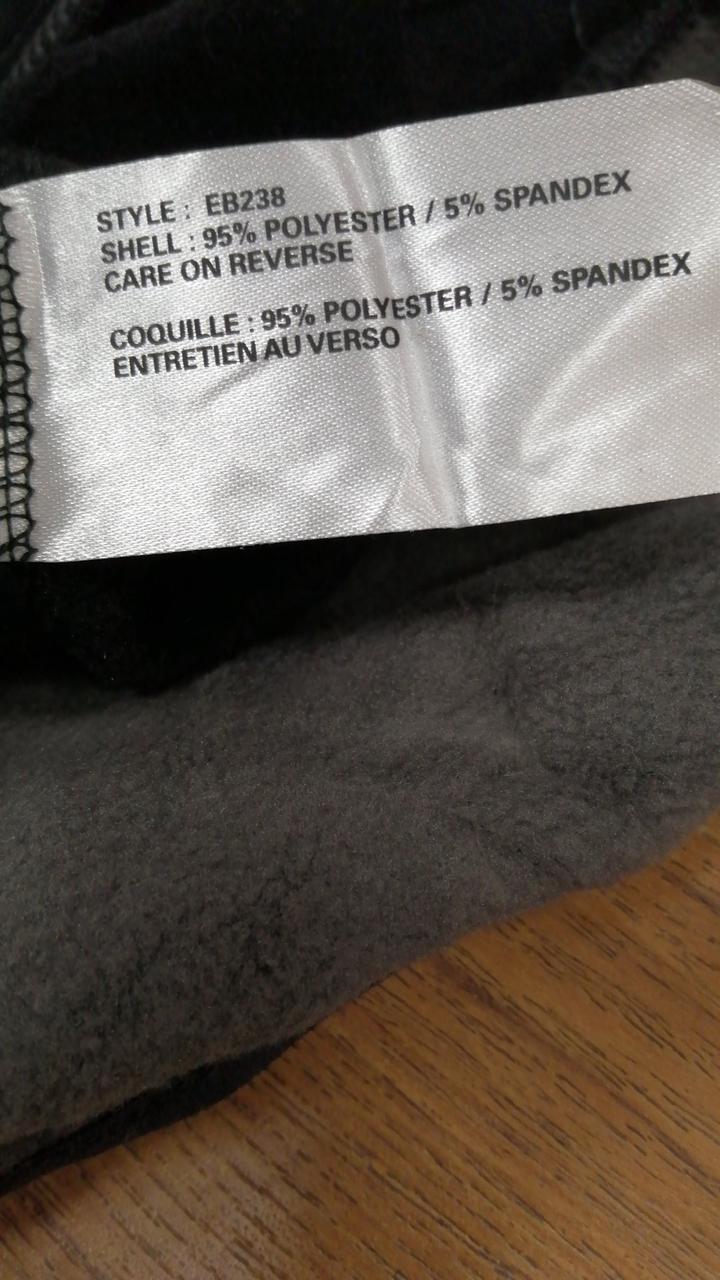 STYLE : EB238
SHELL : 95% POLYESTER / 5% SPANDEX
CARE ON REVERSE
COQUILLE : 95% POLYESTER / 5% SPANDEX
ENTRETIEN AU VERSO